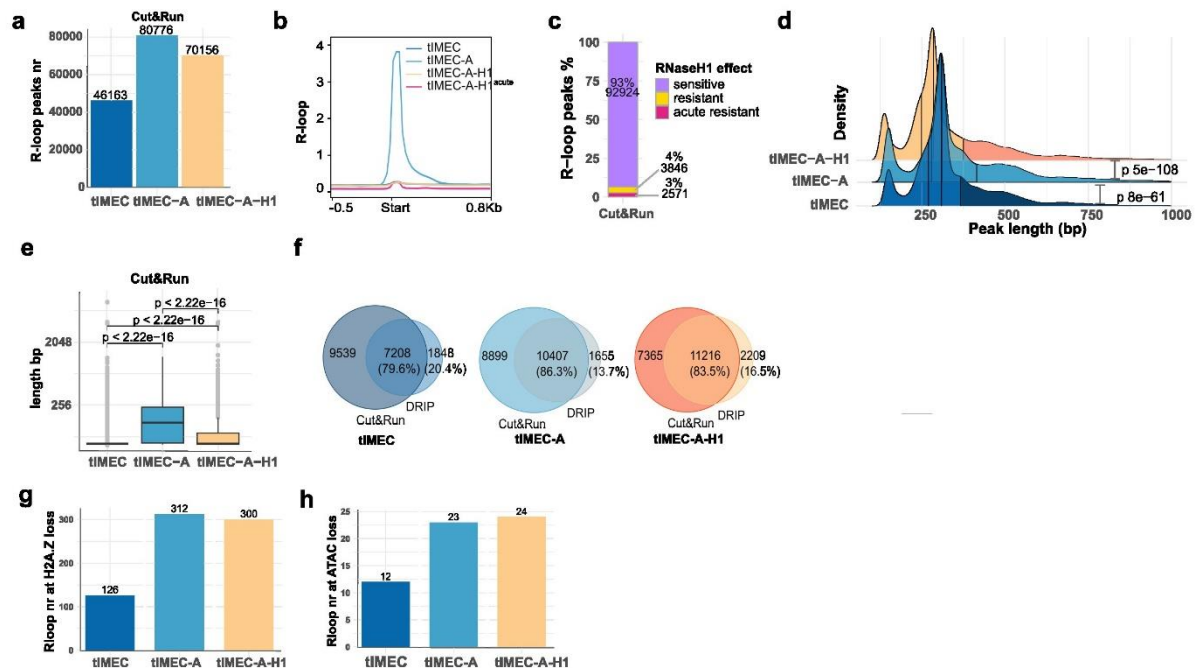 a
Cut&Run
R-loop peaks nr
80000
60000
40000
20000
0
46163
80776
70156
tIMEC tIMEC-A tIMEC-A-H1
b
R-loop
4
3
2
1
0
tIMEC
tIMEC-A
tIMEC-A-H1
tIMEC-A-H1acute
-0.5 Start 0.8Kb
c
R-loop peaks %
100
75
50
25
0
93%
92924
RNaseH1 effect
sensitive
resistant
acute resistant
4%
3846
3%
2571
Cut&Run
d
Density
tIMEC-A-H1
tIMEC-A
tIMEC
p 5e-108
p 8e-61
250 500 750 1000
Peak length (bp)
e
Cut&Run
p < 2.22e-16
p < 2.22e-16
p < 2.22e-16
length bp
2048
256
tIMEC tIMEC-A tIMEC-A-H1
f
9539 7208 1848
(79.6%) (20.4%)
DRIP
Cut&Run
tIMEC
8899 10407 1655
(86.3%) (13.7%)
DRIP
Cut&Run
tIMEC-A
7365 11216 2209
(83.5%) (16.5%)
DRIP
Cut&Run
tIMEC-A-H1
g
Rloop nr at H2A.Z loss
300
200
100
0
126
312
300
tIMEC tIMEC-A tIMEC-A-H1
h
Rloop nr at ATAC loss
25
20
15
10
5
0
12
23
24
tIMEC tIMEC-A tIMEC-A-H1